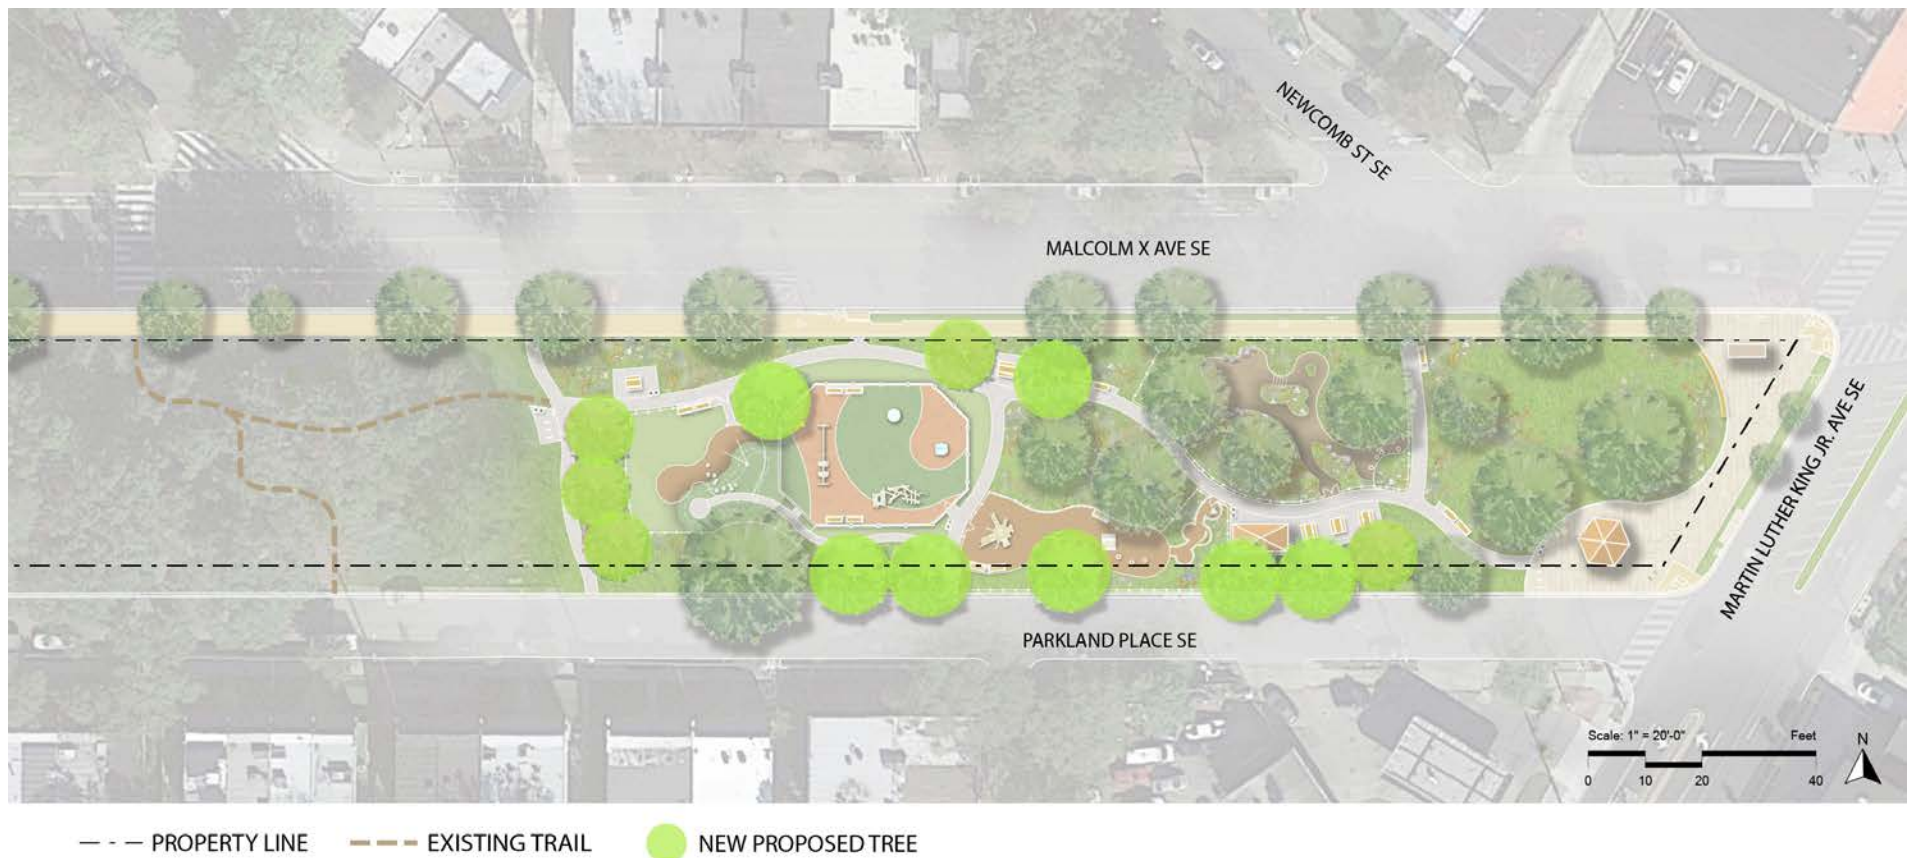 NEWCOMB ST SE
MALCOLM X AVE SE
MARTIN LUTHER KING JR. AVE SE
PARKLAND PLACE SE
Scale: 1" = 20'-0" Feet
N
0 10 20 40
PROPERTY LINE EXISTING TRAIL NEW PROPOSED TREE